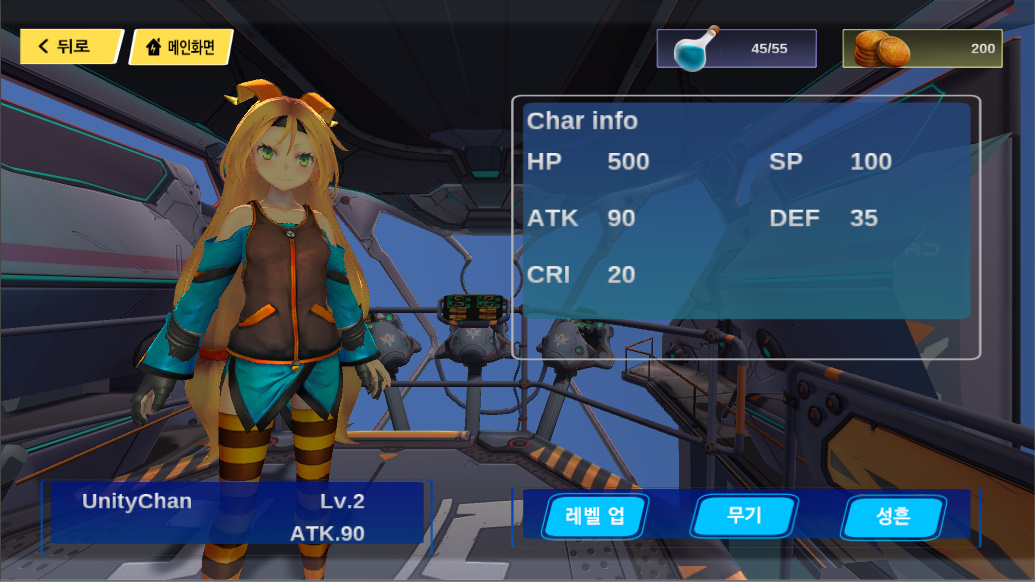 뒤로
메인화면
45/55
200
Char info
HP 500 SP 100
ATK 90 DEF 35
CRI 20
UnityChan Lv.2
ATK.90
레벨 업
무기
성흔